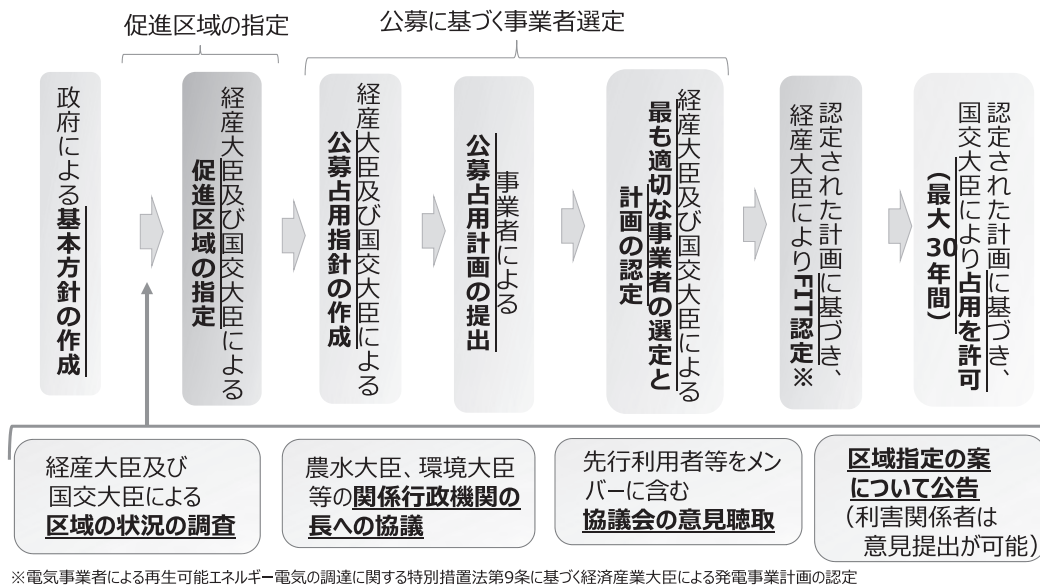 促進区域の指定
公募に基づく事業者選定
政府による基本方針の作成
経産大臣及び国交大臣による
促進区域の指定
経産大臣及び国交大臣による
公募占用指針の作成
事業者による
公募占用計画の提出
経産大臣及び国交大臣による
最も適切な事業者の選定と
計画の認定
認定された計画に基づき、
経産大臣によりFIT認定※
認定された計画に基づき、
国交大臣により占用を許可
(最大30年間)
経産大臣及び
国交大臣による
区域の状況の調査
農水大臣、環境大臣
等の関係行政機関の
長への協議
先行利用者等をメン
バーに含む
協議会の意見聴取
区域指定の案
について公告
(利害関係者は
意見提出が可能)
※電気事業者による再生可能エネルギー電気の調達に関する特別措置法第9条に基づく経済産業大臣による発電事業計画の認定